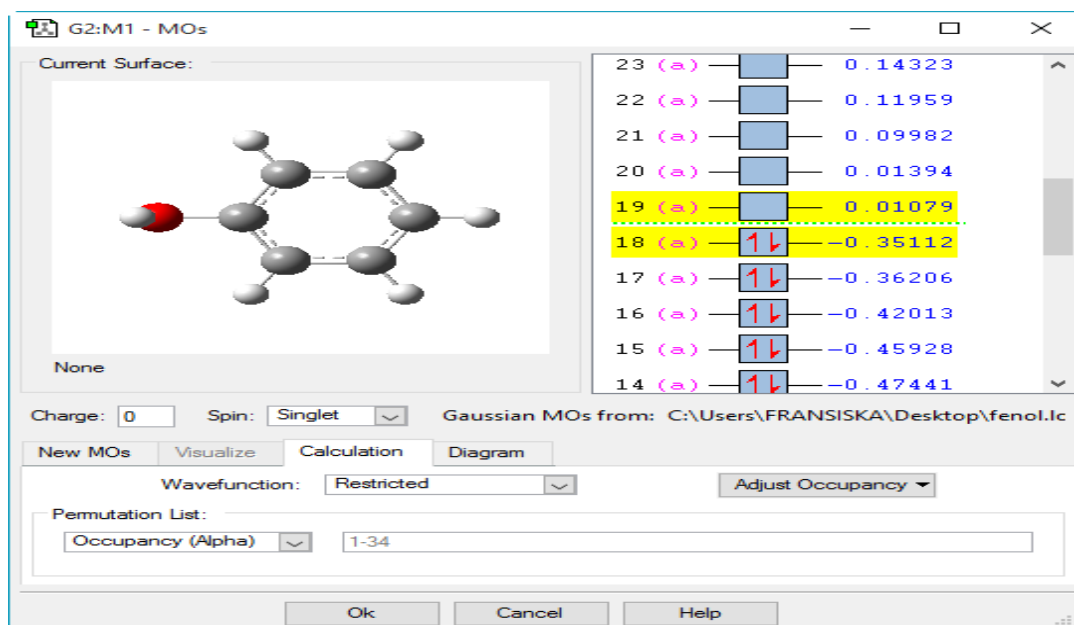 G2:M1 - MOs
Current Surface:
None
23 (a) 0.14323
22 (a) 0.11959
21 (a) 0.09982
20 (a) 0.01394
19 (a) 0.01079
18 (a) -0.35112
17 (a) -0.36206
16 (a) -0.42013
15 (a) -0.45928
14 (a) -0.47441
Charge: 0 Spin: Singlet Gaussian MOs from: C:\Users\FRANSISKA\Desktop\fenol.lc
New MOs Visualize Calculation Diagram
Wavefunction: Restricted Adjust Occupancy
Permutation List:
Occupancy (Alpha) 1-34
Ok Cancel Help